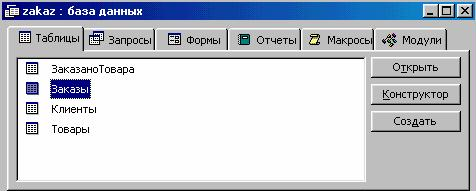 zakaz : база данных
Таблицы Запросы Формы Отчеты Макросы Модули
ЗаказаноТовара
Заказы
Клиенты
Товары
Открыть
Конструктор
Создать